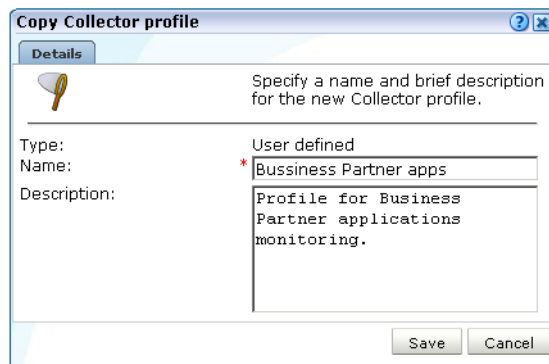 Copy Collector profile
Details
Specify a name and brief description
for the new Collector profile.
Type: User defined
Name: * Bussiness Partner apps
Description: Profile for Business
Partner applications
monitoring.
Save Cancel